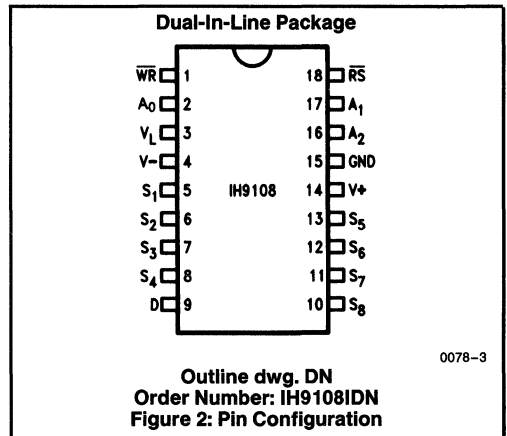 Dual-In-Line Package
W̅R̅ 1 18 R̅S̅
A0 2 17 A1
VL 3 16 A2
V− 4 15 GND
S1 5 IH9108 14 V+
S2 6 13 S5
S3 7 12 S6
S4 8 11 S7
D 9 10 S8
0078−3
Outline dwg. DN
Order Number: IH9108IDN
Figure 2: Pin Configuration